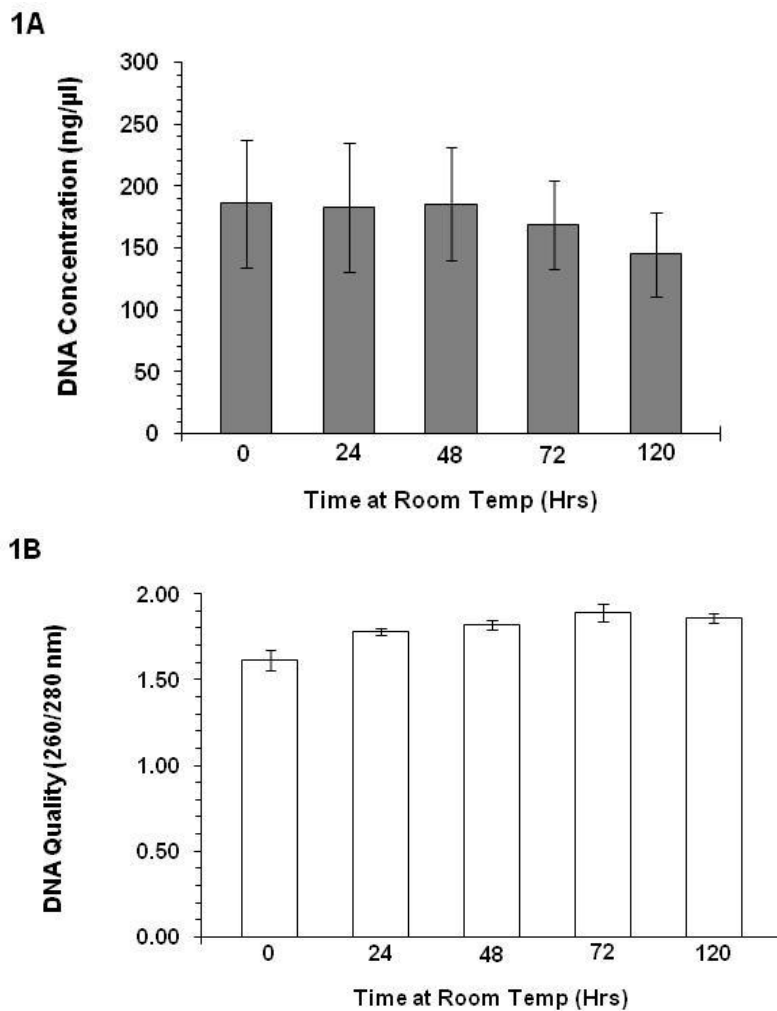 1A
DNA Concentration (ng/µl)
300
250
200
150
100
50
0
0 24 48 72 120
Time at Room Temp (Hrs)
1B
DNA Quality (260/280 nm)
2.00
1.50
1.00
0.50
0.00
0 24 48 72 120
Time at Room Temp (Hrs)